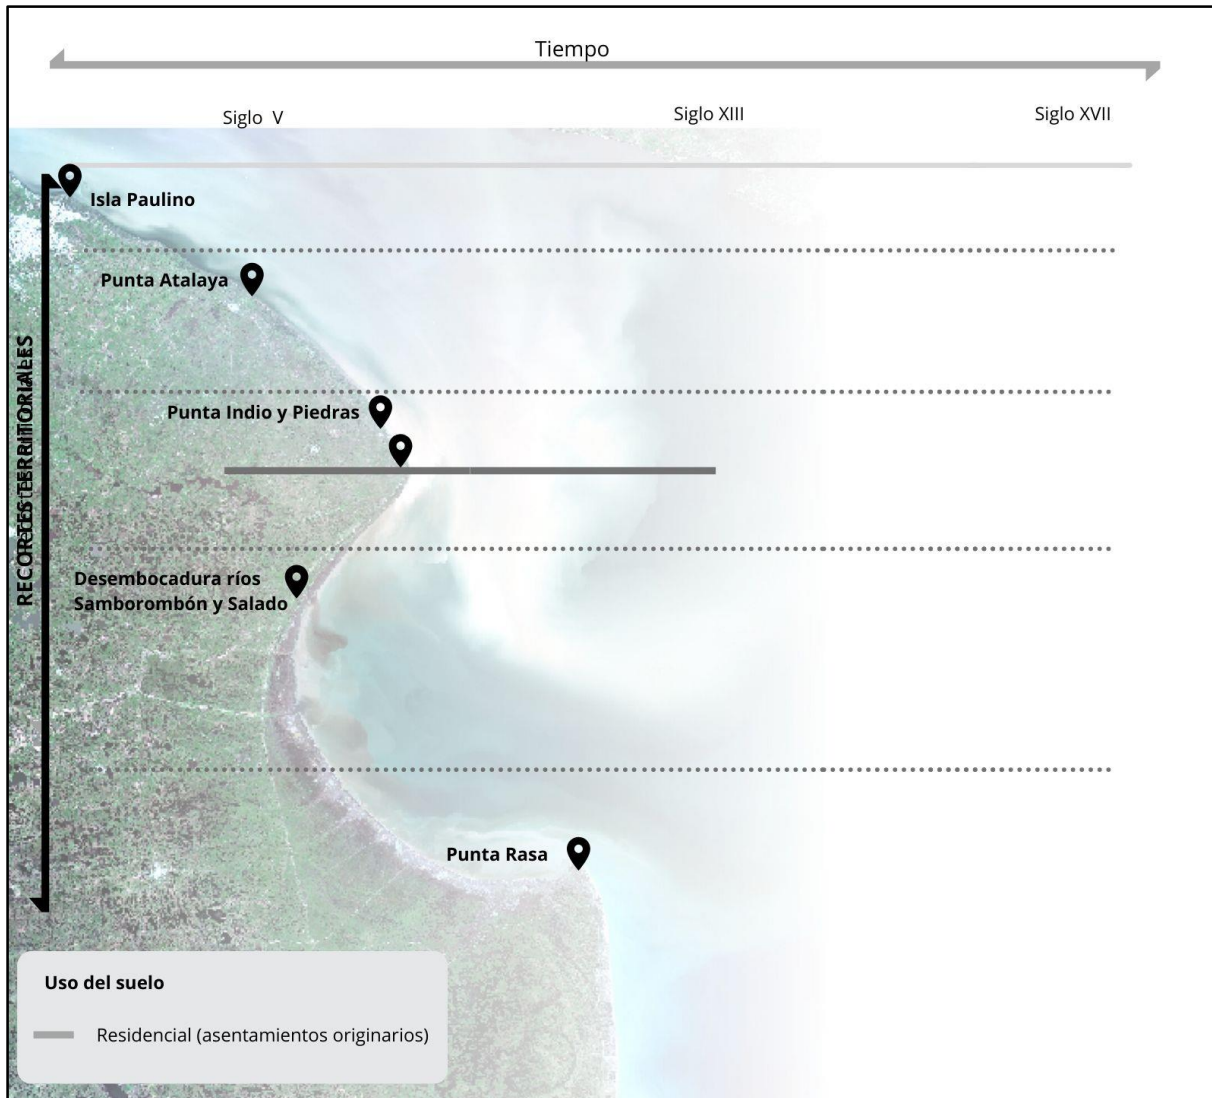 Tiempo
Siglo V
Siglo XIII
Siglo XVII
Isla Paulino
Punta Atalaya
Punta Indio y Piedras
RECORTES TERRITORIALES
Desembocadura ríos
Samborombón y Salado
Punta Rasa
Uso del suelo
Residencial (asentamientos originarios)